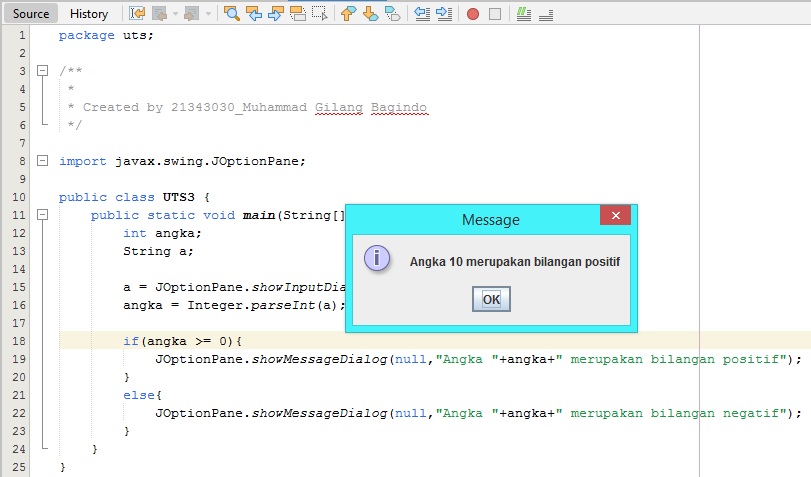 Source History
1 package uts;
2
3 /**
4 *
5 * Created by 21343030_Muhammad Gilang Bagindo
6 */
7
8 import javax.swing.JOptionPane;
9
10 public class UTS3 {
11 public static void main(String[]
12 int angka;
13 String a;
14
15 a = JOptionPane.showInputDia
16 angka = Integer.parseInt(a);
17
18 if(angka >= 0){
19 JOptionPane.showMessageDialog(null,"Angka "+angka+" merupakan bilangan positif");
20 }
21 else{
22 JOptionPane.showMessageDialog(null,"Angka "+angka+" merupakan bilangan negatif");
23 }
24 }
25 }
Message
Angka 10 merupakan bilangan positif
OK